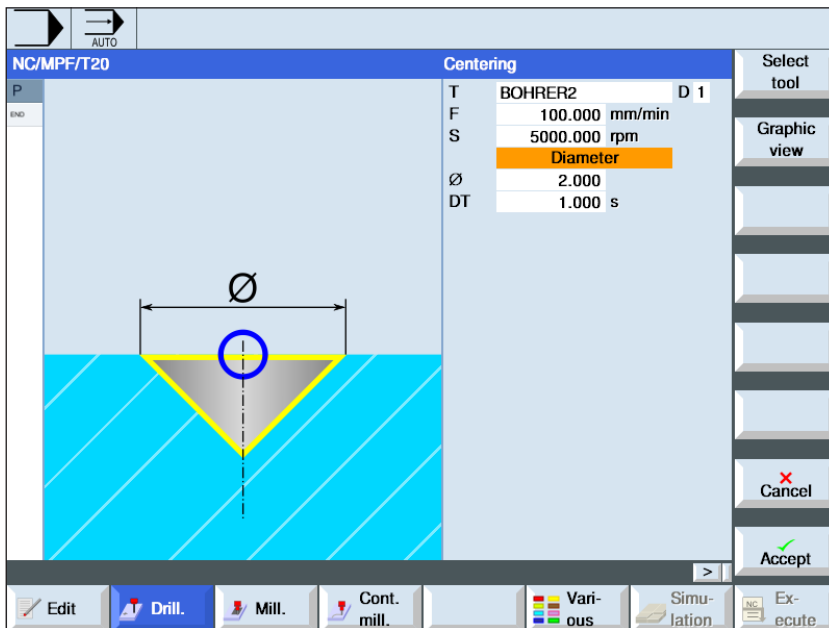 AUTO
NC/MPF/T20
Centering
P
END
T BOHRER2 D 1
F 100.000 mm/min
S 5000.000 rpm
Diameter
Ø 2.000
DT 1.000 s
Ø
Select
tool
Graphic
view
Cancel
Accept
>
Edit
Drill.
Mill.
Cont.
mill.
Vari-
ous
Simu-
lation
NC
Ex-
ecute